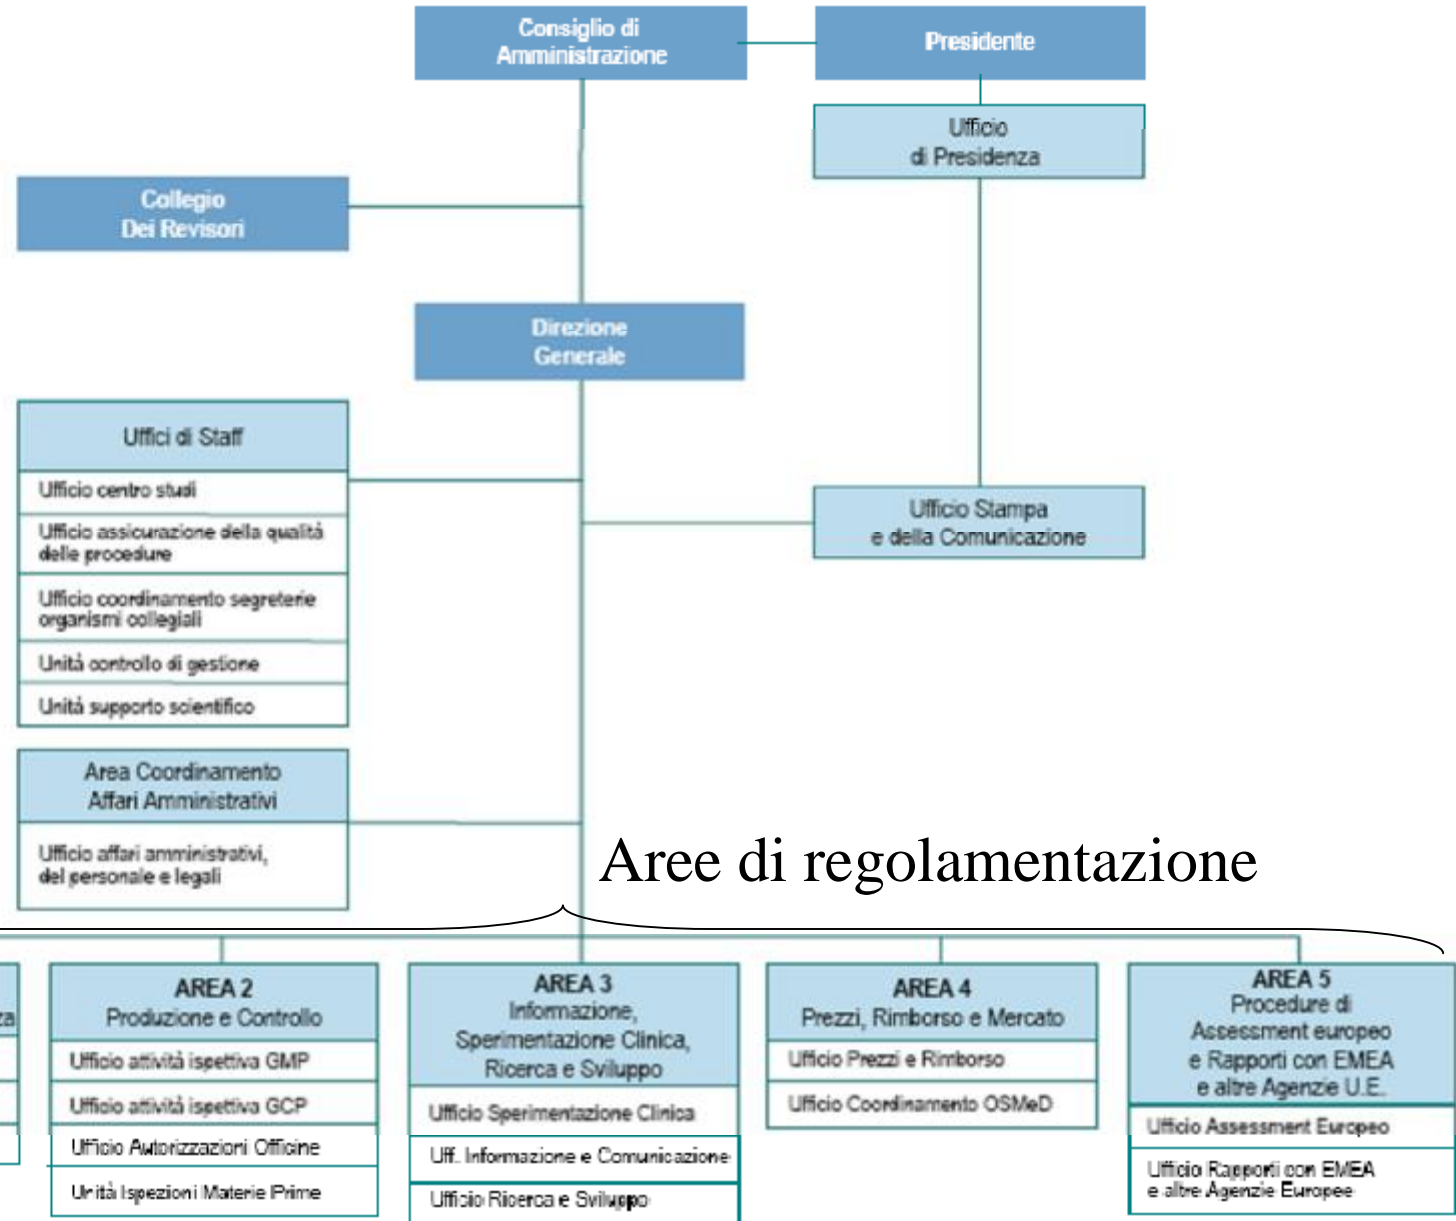 Consiglio di
Amministrazione
Presidente
Ufficio
di Presidenza
Collegio
Dei Revisori
Direzione
Generale
Uffici di Staff
Ufficio centro studi
Ufficio assicurazione della qualità
delle procedure
Ufficio coordinamento segreterie
organismi collegiali
Unità controllo di gestione
Unità supporto scientifico
Ufficio Stampa
e della Comunicazione
Area Coordinamento
Affari Amministrativi
Ufficio affari amministrativi,
del personale e legali
Aree di regolamentazione
za
AREA 2
Produzione e Controllo
Ufficio attività ispettiva GMP
Ufficio attività ispettiva GCP
Ufficio Autorizzazioni Officine
Unità Ispezioni Materie Prime
AREA 3
Informazione,
Sperimentazione Clinica,
Ricerca e Sviluppo
Ufficio Sperimentazione Clinica
Uff. Informazione e Comunicazione
Ufficio Ricerca e Sviluppo
AREA 4
Prezzi, Rimborso e Mercato
Ufficio Prezzi e Rimborso
Ufficio Coordinamento OSMeD
AREA 5
Procedure di
Assessment europeo
e Rapporti con EMEA
e altre Agenzie U.E.
Ufficio Assessment Europeo
Ufficio Rapporti con EMEA
e altre Agenzie Europee